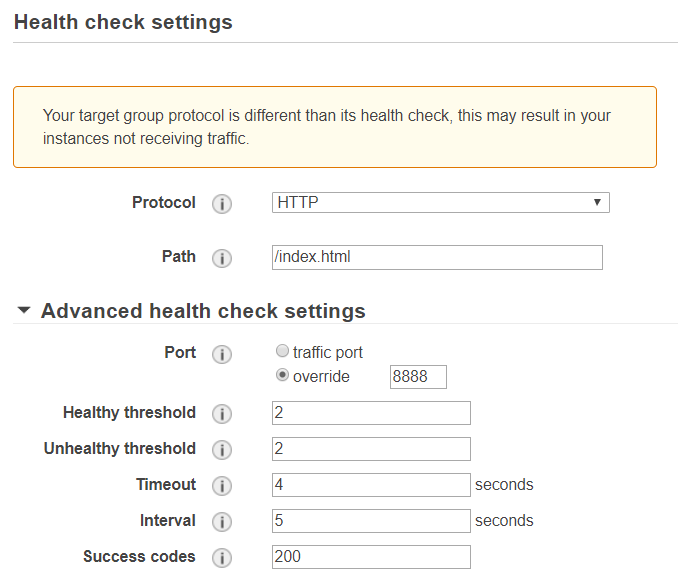 Health check settings
Your target group protocol is different than its health check, this may result in your
instances not receiving traffic.
Protocol i HTTP
Path i /index.html
Advanced health check settings
Port i traffic port
override 8888
Healthy threshold i 2
Unhealthy threshold i 2
Timeout i 4 seconds
Interval i 5 seconds
Success codes i 200